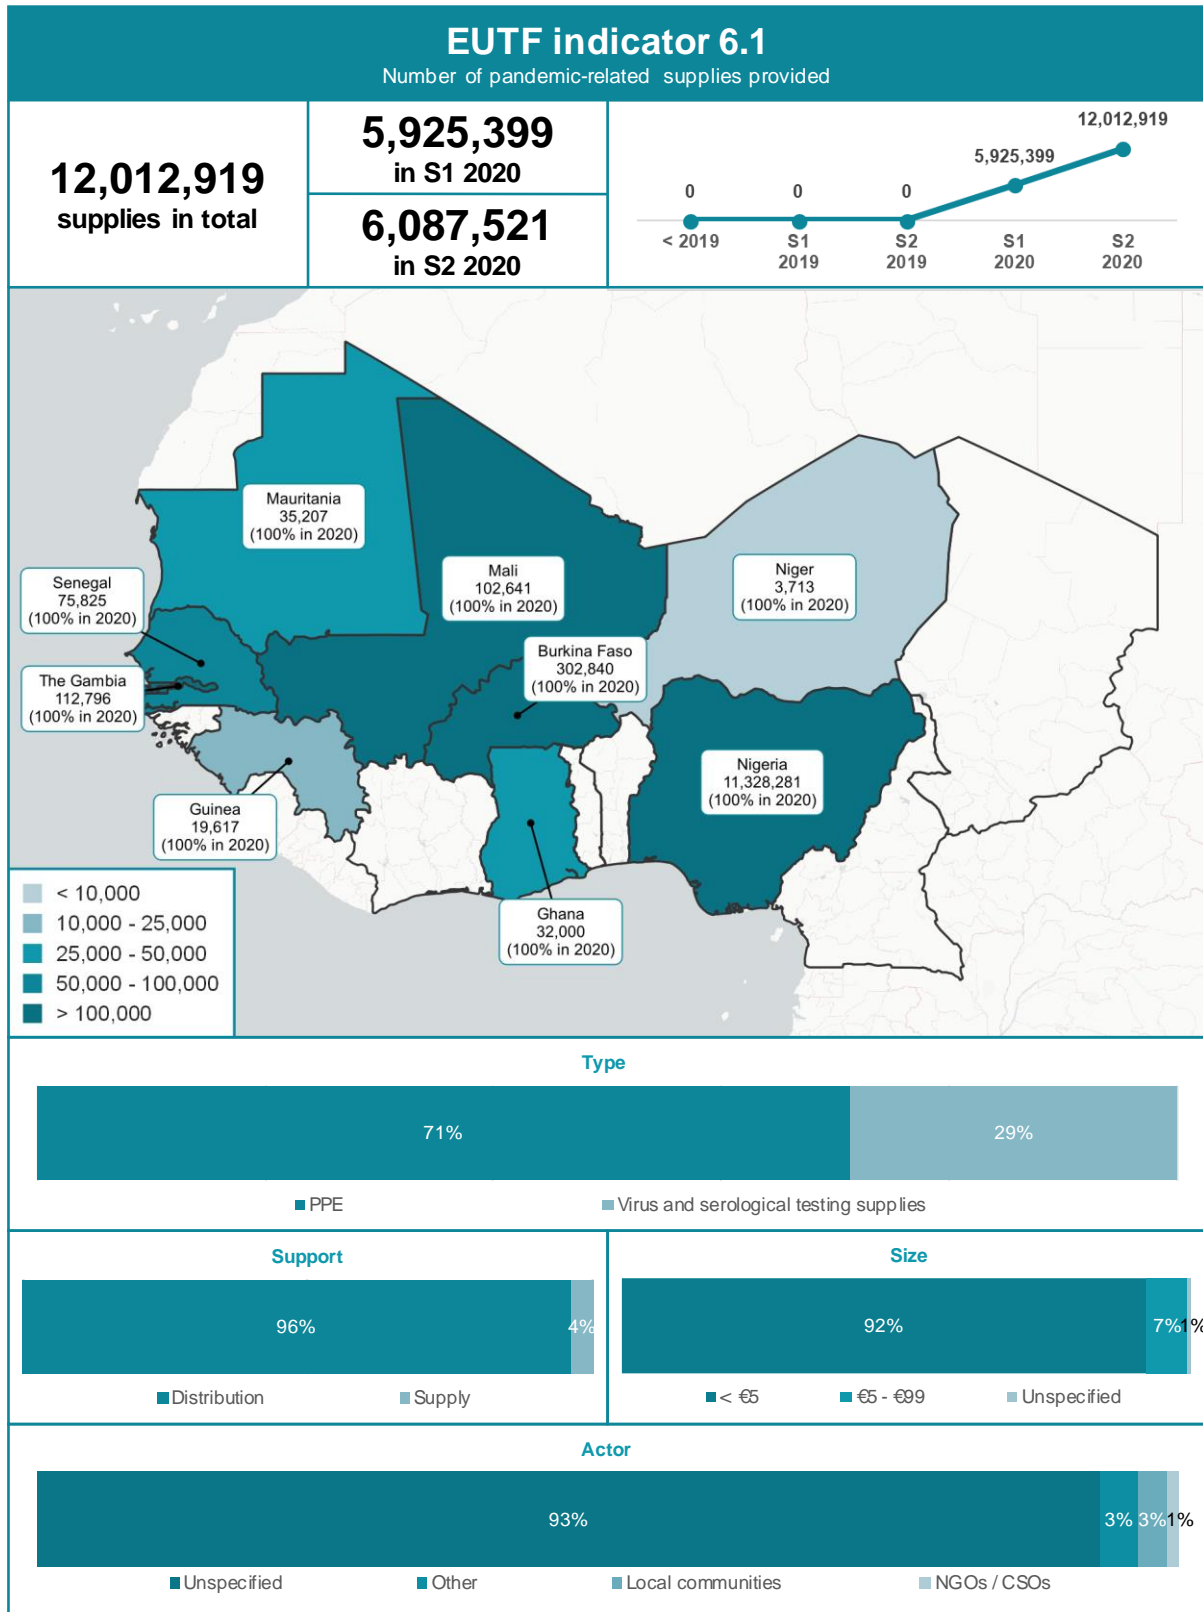 EUTF indicator 6.1
Number of pandemic-related supplies provided
12,012,919
supplies in total
5,925,399
in S1 2020
6,087,521
in S2 2020
12,012,919
5,925,399
0
0
0
< 2019
S1
2019
S2
2019
S1
2020
S2
2020
Mauritania
35,207
(100% in 2020)
Mali
102,641
(100% in 2020)
Niger
3,713
(100% in 2020)
Senegal
75,825
(100% in 2020)
Burkina Faso
302,840
(100% in 2020)
The Gambia
112,796
(100% in 2020)
Nigeria
11,328,281
(100% in 2020)
Guinea
19,617
(100% in 2020)
Ghana
32,000
(100% in 2020)
< 10,000
10,000 - 25,000
25,000 - 50,000
50,000 - 100,000
> 100,000
Type
71%
29%
PPE
Virus and serological testing supplies
Support
96%
4%
Distribution
Supply
Size
92%
7%
1%
< €5
€5 - €99
Unspecified
Actor
93%
3%
3%
1%
Unspecified
Other
Local communities
NGOs / CSOs